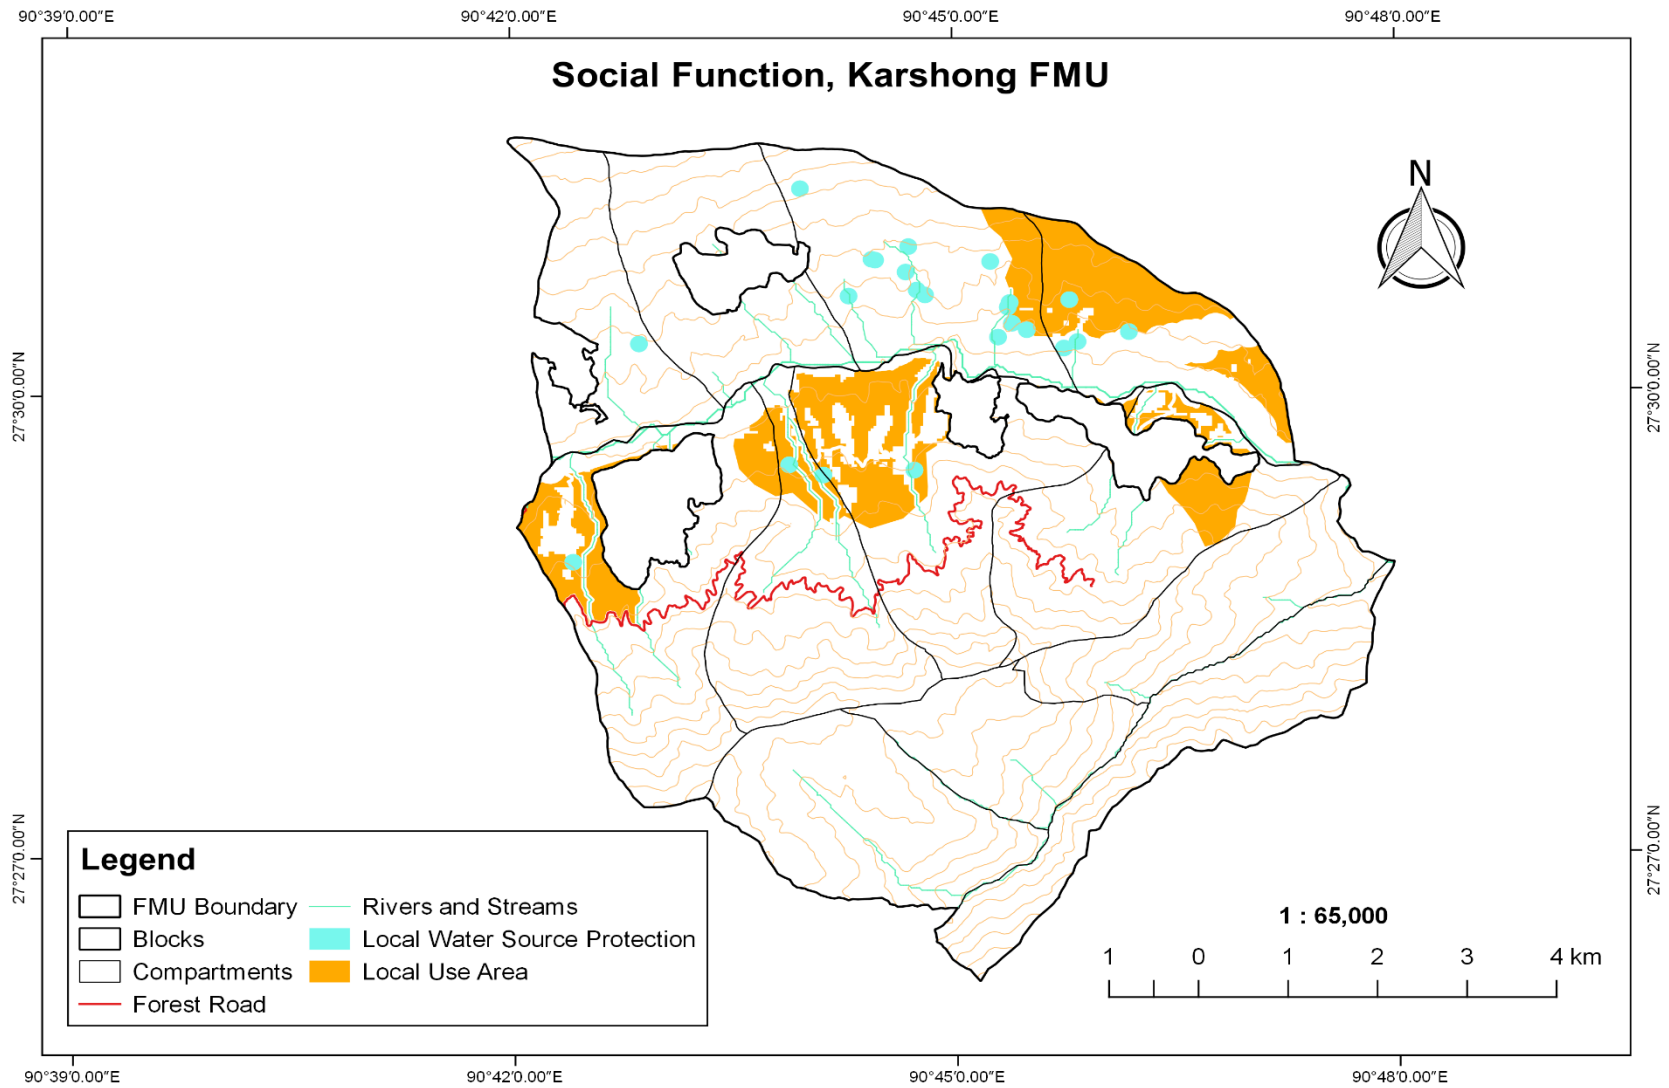 90°39'0.00"E 90°42'0.00"E 90°45'0.00"E 90°48'0.00"E
Social Function, Karshong FMU
N
27°30'0.00"N
27°30'0.00"N
27°27'0.00"N
27°27'0.00"N
Legend
FMU Boundary
Blocks
Compartments
Forest Road
Rivers and Streams
Local Water Source Protection
Local Use Area
1 : 65,000
1 0 1 2 3 4 km
90°39'0.00"E 90°42'0.00"E 90°45'0.00"E 90°48'0.00"E